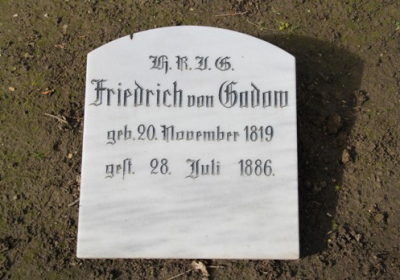 H. R. I. G.
Friedrich von Gadow
geb. 20. November 1819
gest. 28. Juli 1886.